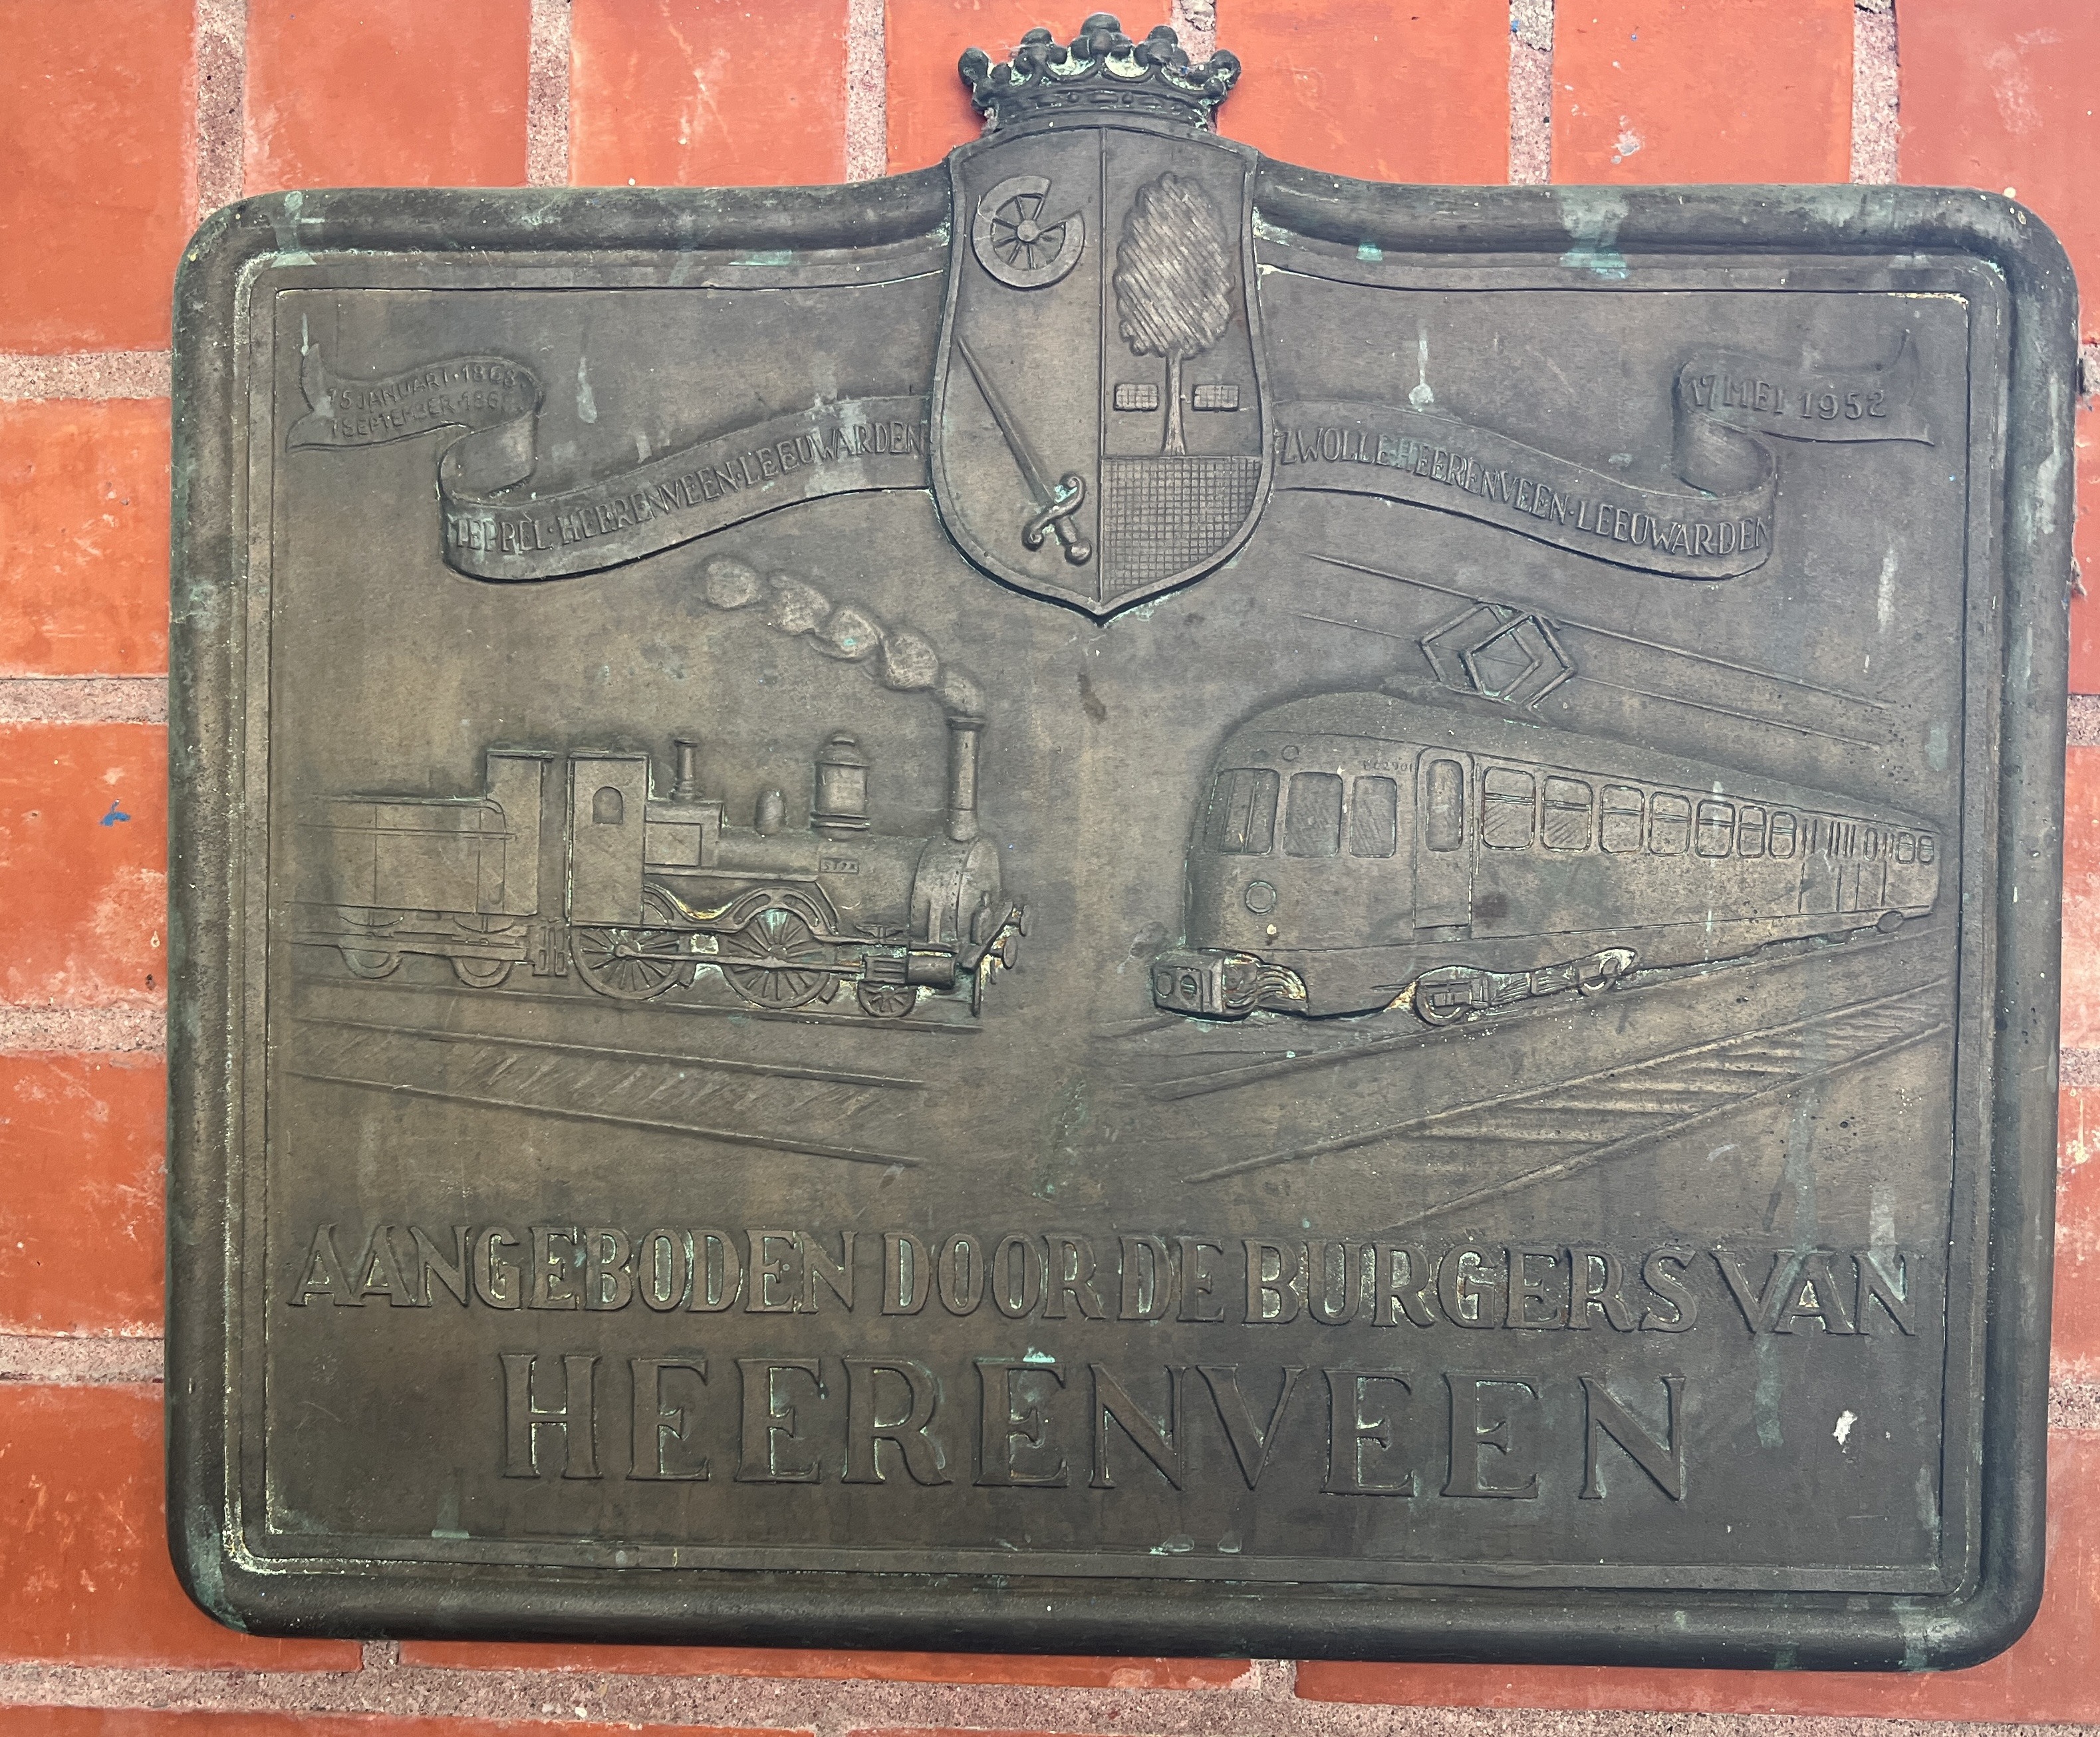 15 JANUARI·1868·
1 SEPTEMBER·186
MEPPEL·HEERENVEEN·LEEUWARDEN
ZWOLLE·HEERENVEEN·LEEUWARDEN
17 MEI 1952
AANGEBODEN DOOR DE BURGERS VAN
HEERENVEEN